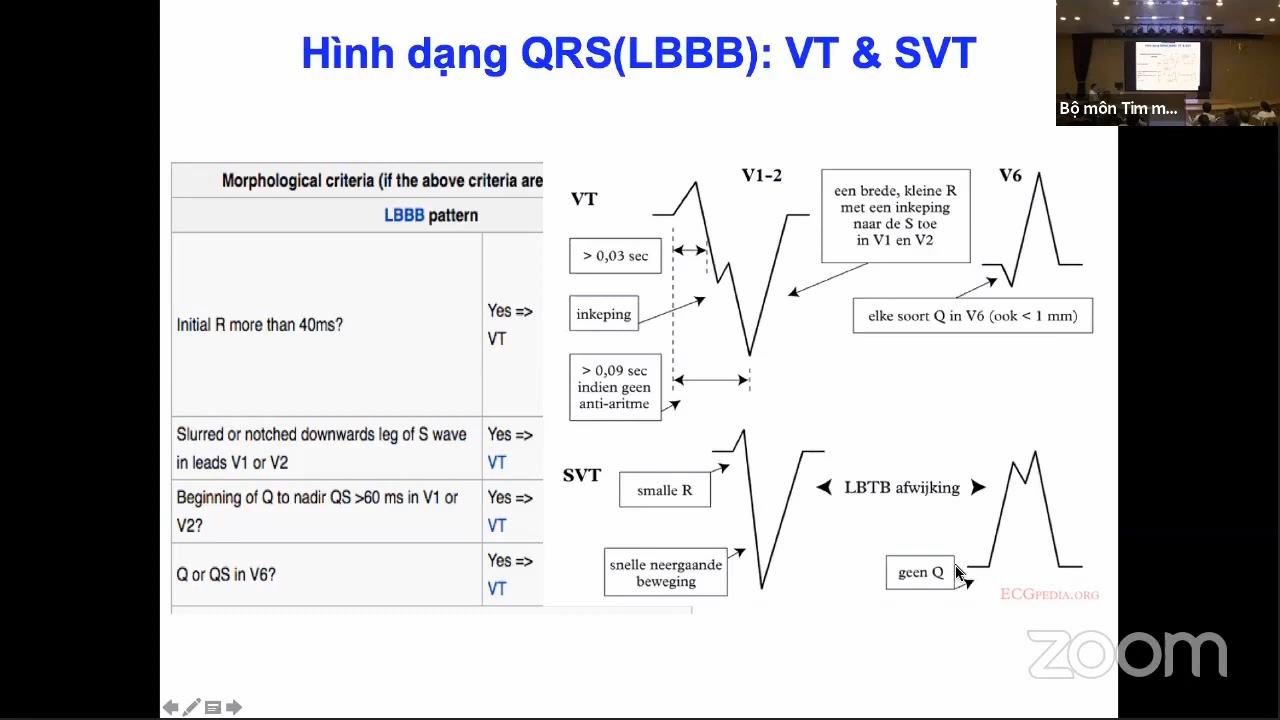 Hình dạng QRS(LBBB): VT & SVT
Bộ môn Tim m...
Morphological criteria (if the above criteria are
LBBB pattern
Initial R more than 40ms?
Yes =>
VT
Slurred or notched downwards leg of S wave
in leads V1 or V2
Yes =>
VT
Beginning of Q to nadir QS >60 ms in V1 or
V2?
Yes =>
VT
Q or QS in V6?
Yes =>
VT
VT
V1-2
V6
> 0,03 sec
inkeping
> 0,09 sec
indien geen
anti-aritme
een brede, kleine R
met een inkeping
naar de S toe
in V1 en V2
elke soort Q in V6 (ook < 1 mm)
SVT
smalle R
snelle neergaande
beweging
LBTB afwijking
geen Q
ECGPEDIA.ORG
zoom